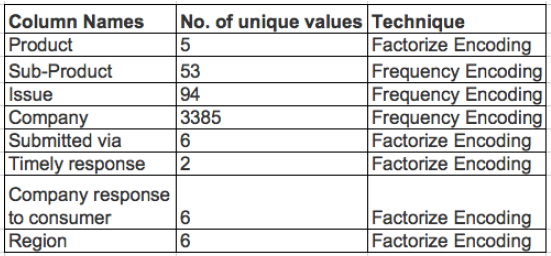 Column Names No. of unique values Technique
Product 5 Factorize Encoding
Sub-Product 53 Frequency Encoding
Issue 94 Frequency Encoding
Company 3385 Frequency Encoding
Submitted via 6 Factorize Encoding
Timely response 2 Factorize Encoding
Company response
to consumer 6 Factorize Encoding
Region 6 Factorize Encoding